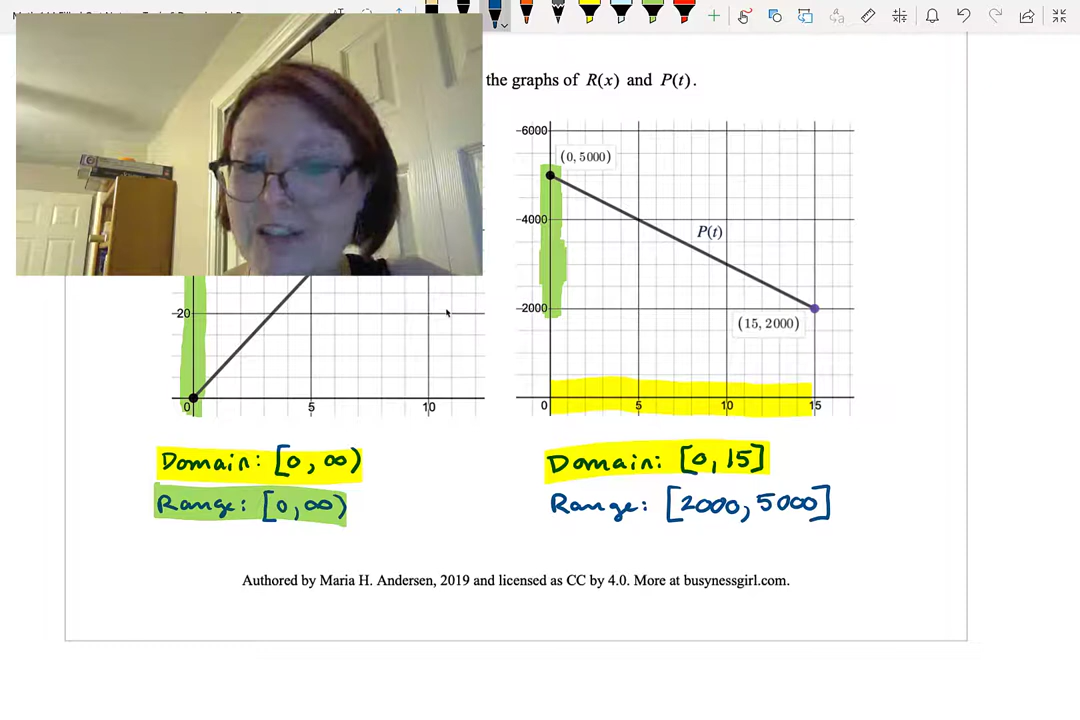 the graphs of R(x) and P(t).
6000
(0, 5000)
4000
P(t)
2000
(15, 2000)
0 5 10 15
20
0 5 10
Domain: [0, ∞)
Range: [0, ∞)
Domain: [0, 15]
Range: [2000, 5000]
Authored by Maria H. Andersen, 2019 and licensed as CC by 4.0. More at busynessgirl.com.